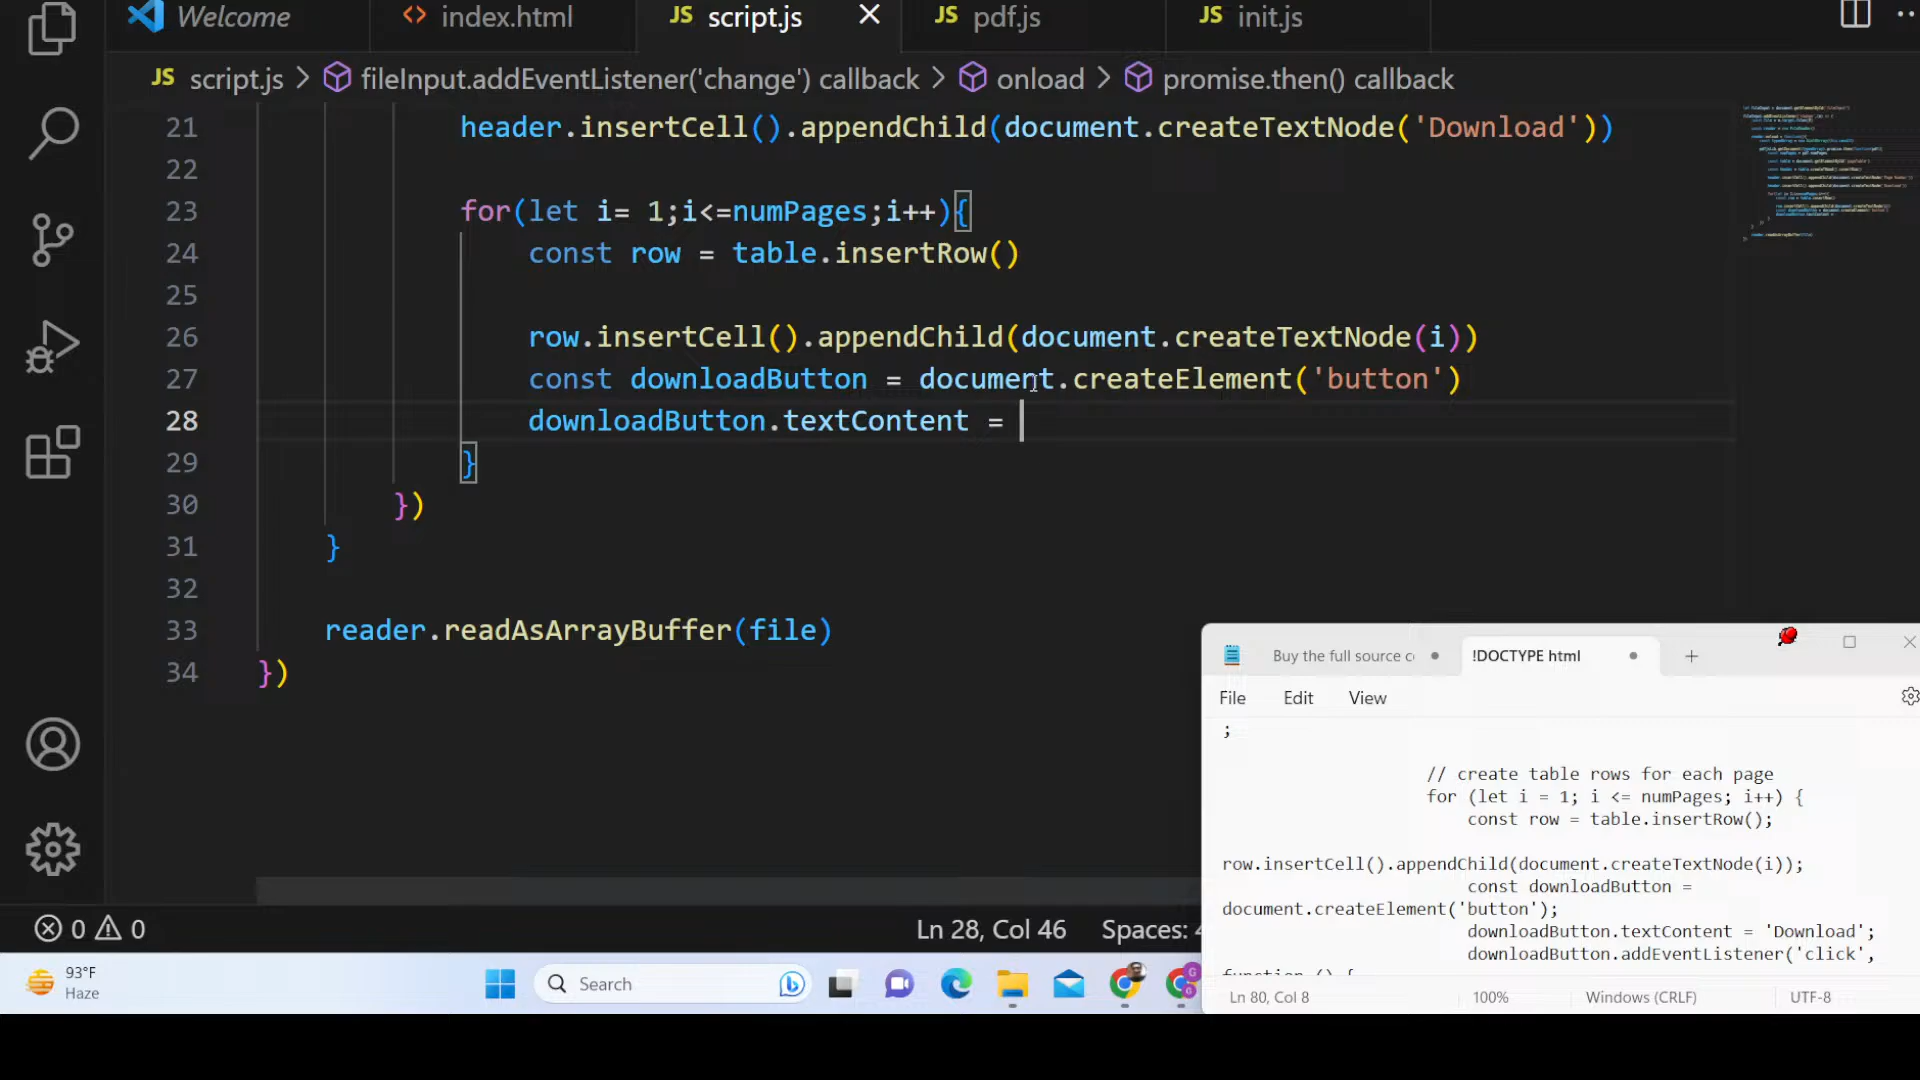 Welcome
<> index.html
JS script.js
JS pdf.js
JS init.js
JS script.js > fileInput.addEventListener('change') callback > onload > promise.then() callback
21 header.insertCell().appendChild(document.createTextNode('Download'))
22
23 for(let i= 1;i<=numPages;i++){
24 const row = table.insertRow()
25
26 row.insertCell().appendChild(document.createTextNode(i))
27 const downloadButton = document.createElement('button')
28 downloadButton.textContent =
29 }
30 })
31 }
32
33 reader.readAsArrayBuffer(file)
34 })
0 0
Ln 28, Col 46 Spaces: 4
Buy the full source c
!DOCTYPE html
File Edit View
;
// create table rows for each page
for (let i = 1; i <= numPages; i++) {
const row = table.insertRow();
row.insertCell().appendChild(document.createTextNode(i));
const downloadButton =
document.createElement('button');
downloadButton.textContent = 'Download';
downloadButton.addEventListener('click',
function () {
Ln 80, Col 8 100% Windows (CRLF) UTF-8
93°F
Haze
Search